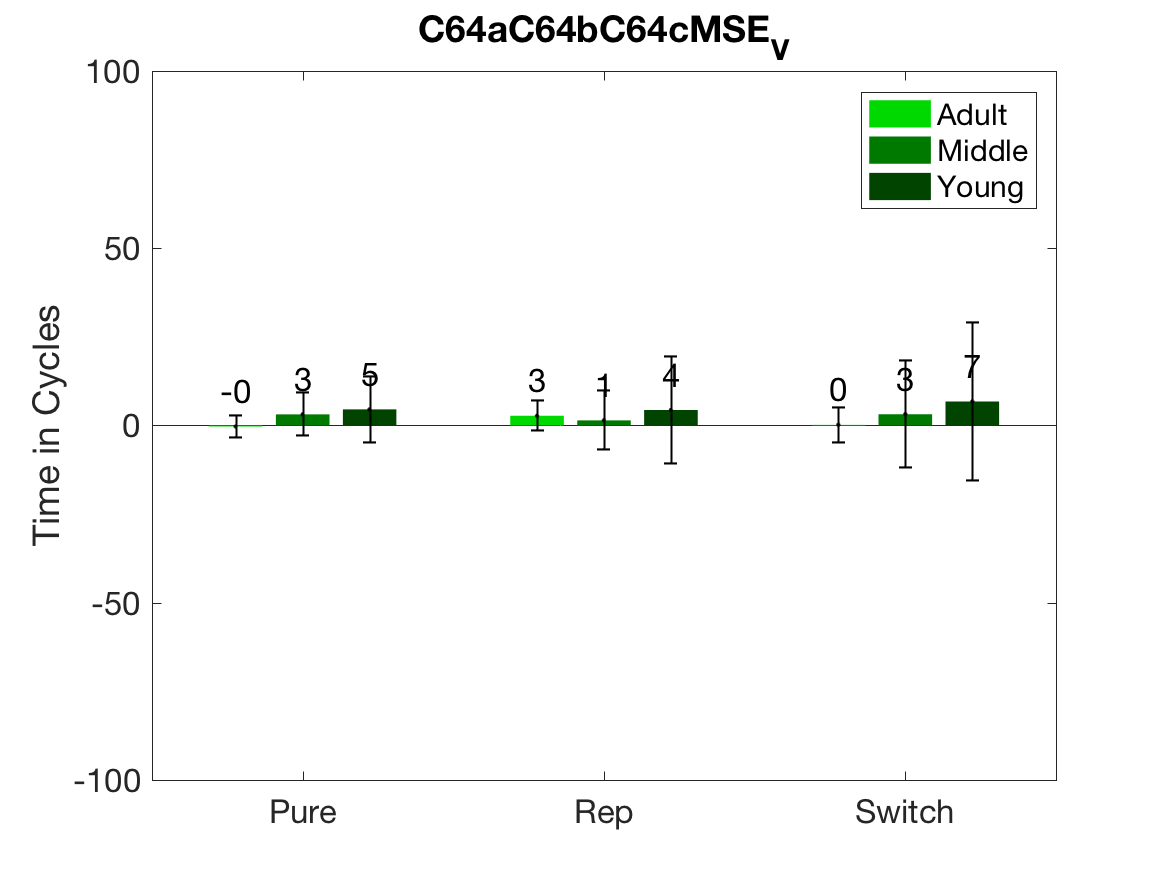 C64aC64bC64cMSEV
100
50
0
-50
-100
Time in Cycles
Adult
Middle
Young
-0 3 5 3 1 4 0 3 7
Pure Rep Switch